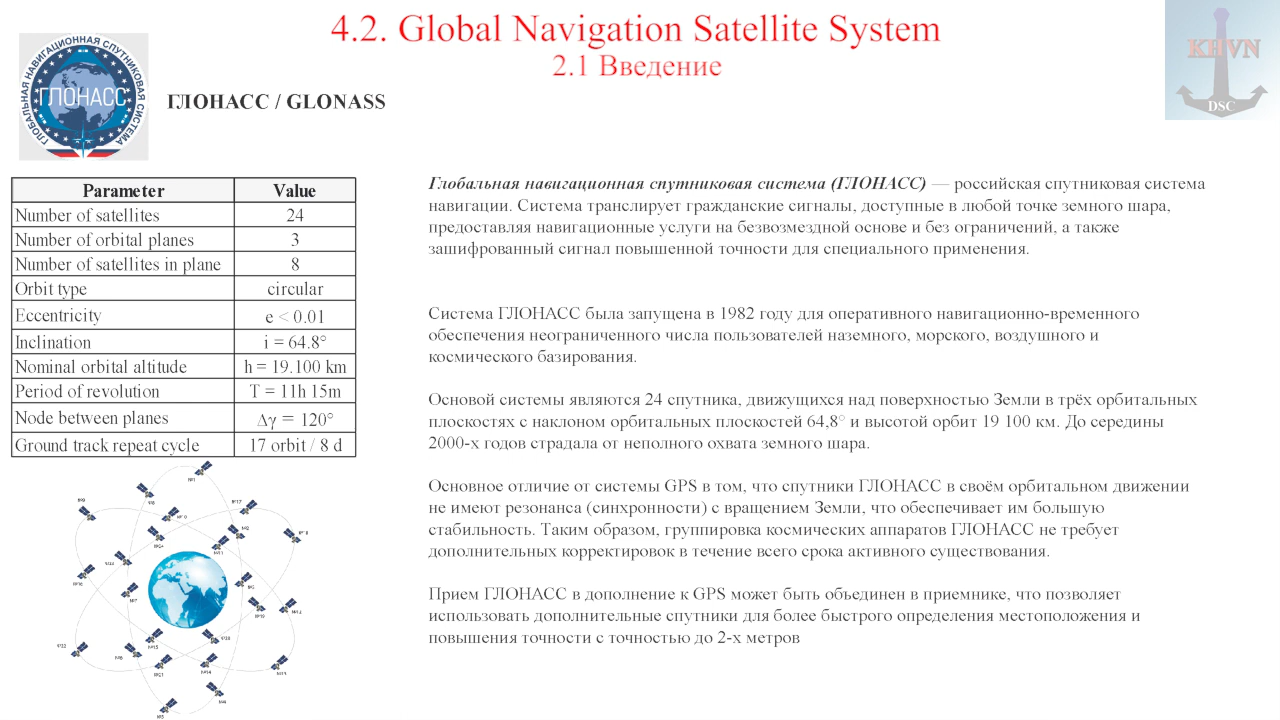 4.2. Global Navigation Satellite System
2.1 Введение
KHVN
DSC
ГЛОБАЛЬНАЯ НАВИГАЦИОННАЯ СПУТНИКОВАЯ СИСТЕМА
ГЛОНАСС
ГЛОНАСС / GLONASS
Parameter Value
Number of satellites 24
Number of orbital planes 3
Number of satellites in plane 8
Orbit type circular
Eccentricity e < 0.01
Inclination i = 64.8°
Nominal orbital altitude h = 19.100 km
Period of revolution T = 11h 15m
Node between planes Δγ = 120°
Ground track repeat cycle 17 orbit / 8 d
Глобальная навигационная спутниковая система (ГЛОНАСС) — российская спутниковая система
навигации. Система транслирует гражданские сигналы, доступные в любой точке земного шара,
предоставляя навигационные услуги на безвозмездной основе и без ограничений, а также
зашифрованный сигнал повышенной точности для специального применения.
Система ГЛОНАСС была запущена в 1982 году для оперативного навигационно-временного
обеспечения неограниченного числа пользователей наземного, морского, воздушного и
космического базирования.
Основой системы являются 24 спутника, движущихся над поверхностью Земли в трёх орбитальных
плоскостях с наклоном орбитальных плоскостей 64,8° и высотой орбит 19 100 км. До середины
2000-х годов страдала от неполного охвата земного шара.
Основное отличие от системы GPS в том, что спутники ГЛОНАСС в своём орбитальном движении
не имеют резонанса (синхронности) с вращением Земли, что обеспечивает им большую
стабильность. Таким образом, группировка космических аппаратов ГЛОНАСС не требует
дополнительных корректировок в течение всего срока активного существования.
Прием ГЛОНАСС в дополнение к GPS может быть объединен в приемнике, что позволяет
использовать дополнительные спутники для более быстрого определения местоположения и
повышения точности с точностью до 2-х метров